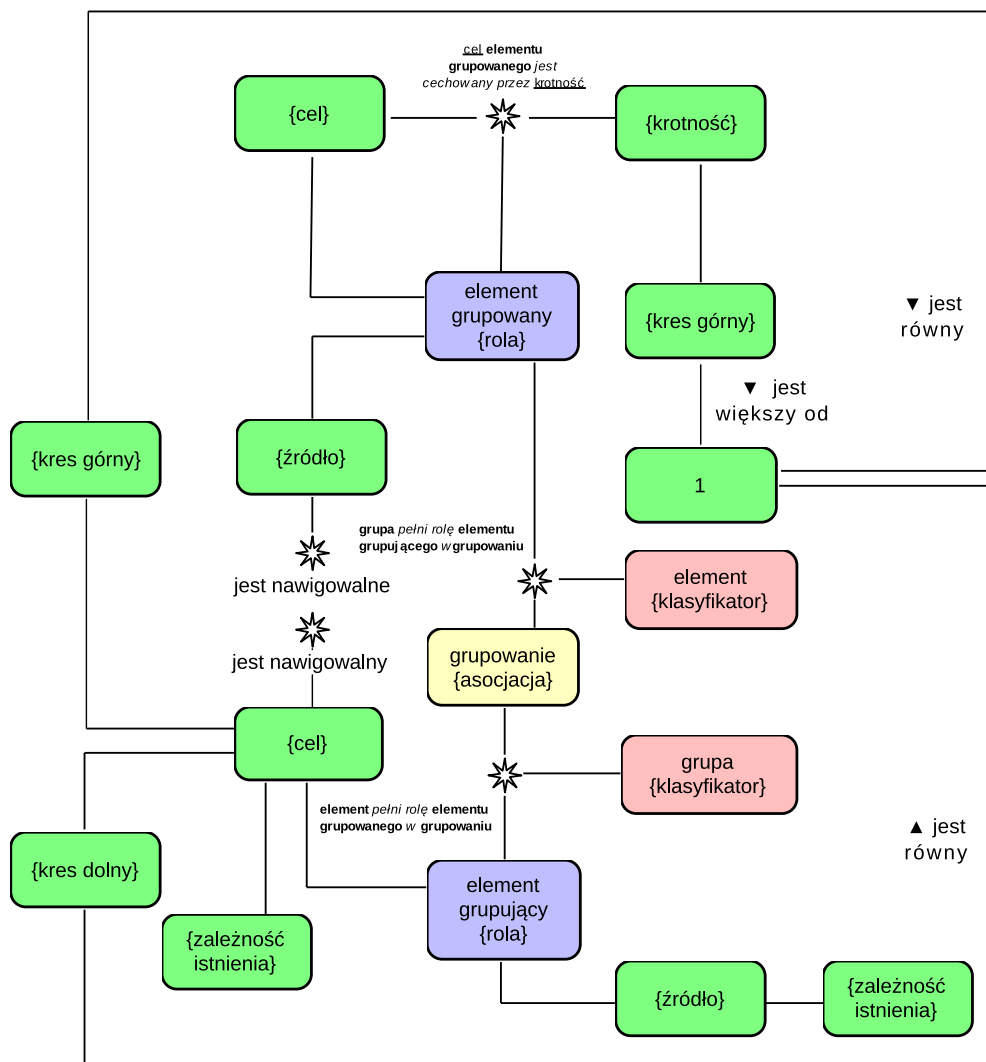 cel elementu
grupowanego jest
cechowany przez krotność
{cel}
{krotność}
element
grupowany
{rola}
{kres górny}
▼ jest
równy
▼ jest
większy od
{kres górny}
{źródło}
1
grupa pełni rolę elementu
grupującego w grupowaniu
jest nawigowalne
element
{klasyfikator}
jest nawigowalny
grupowanie
{asocjacja}
{cel}
grupa
{klasyfikator}
element pełni rolę elementu
grupowanego w grupowaniu
▲ jest
równy
{kres dolny}
element
grupujący
{rola}
{zależność
istnienia}
{źródło}
{zależność
istnienia}